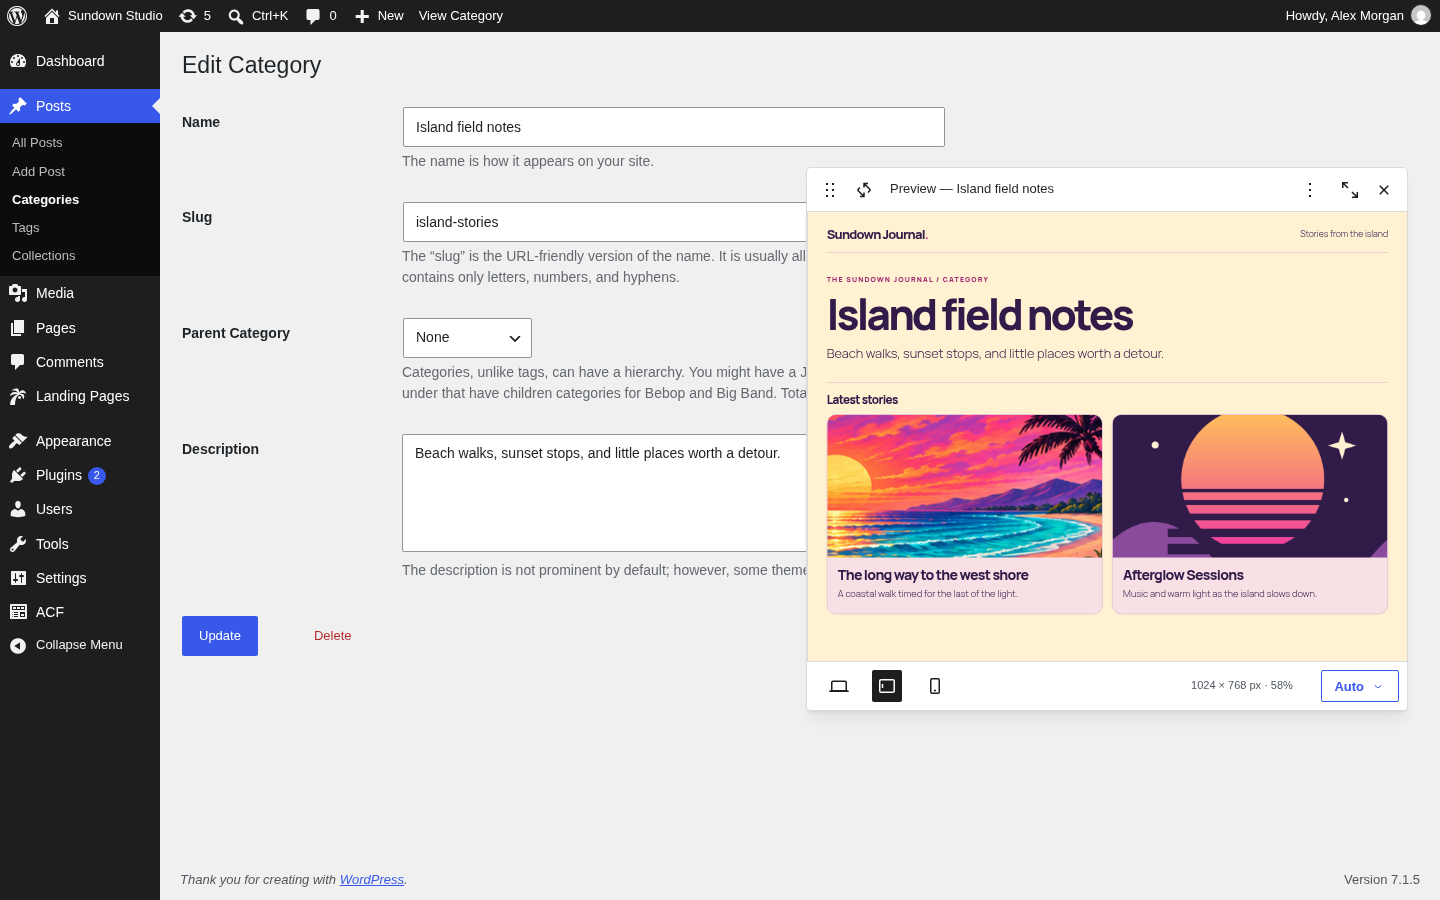 Sundown Studio 5 Ctrl+K 0 New View Category Howdy, Alex Morgan
Dashboard
Posts
All Posts
Add Post
Categories
Tags
Collections
Media
Pages
Comments
Landing Pages
Appearance
Plugins 2
Users
Tools
Settings
ACF
Collapse Menu
Edit Category
Name
Island field notes
The name is how it appears on your site.
Slug
island-stories
The “slug” is the URL-friendly version of the name. It is usually all
contains only letters, numbers, and hyphens.
Parent Category
None
Categories, unlike tags, can have a hierarchy. You might have a J
under that have children categories for Bebop and Big Band. Tota
Description
Beach walks, sunset stops, and little places worth a detour.
The description is not prominent by default; however, some theme
Update Delete
Preview — Island field notes
Sundown Journal. Stories from the island
THE SUNDOWN JOURNAL / CATEGORY
Island field notes
Beach walks, sunset stops, and little places worth a detour.
Latest stories
The long way to the west shore
A coastal walk timed for the last of the light.
Afterglow Sessions
Music and warm light as the island slows down.
1024 × 768 px · 58% Auto
Thank you for creating with WordPress. Version 7.1.5